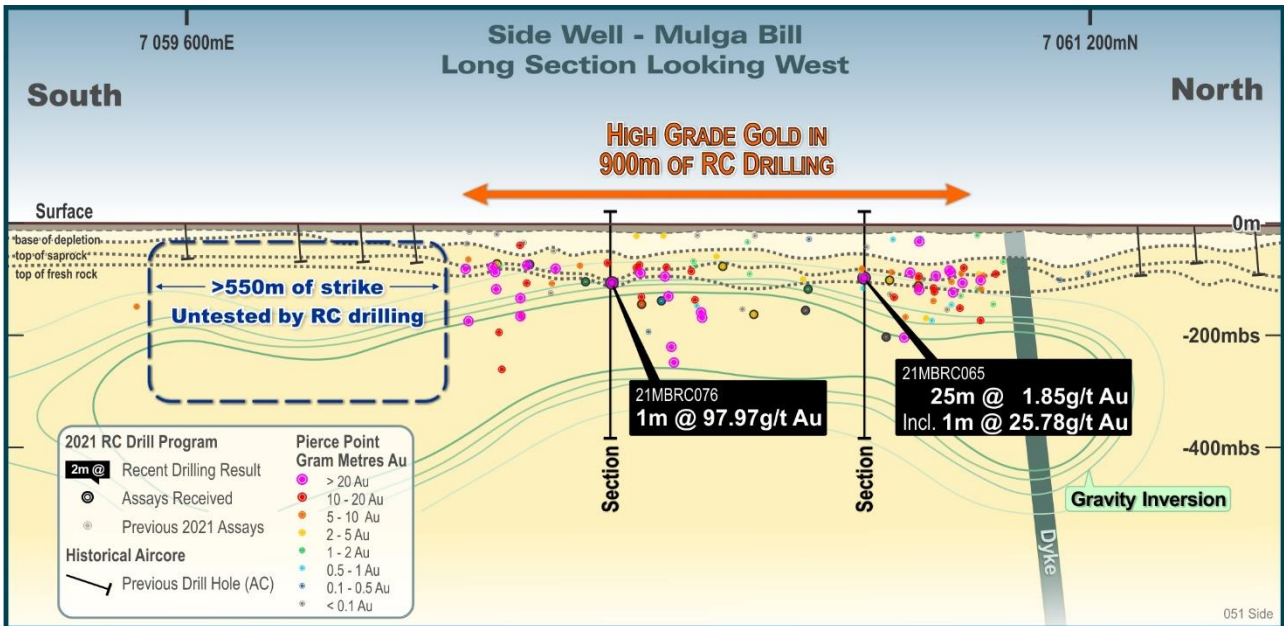 7 059 600mE
Side Well - Mulga Bill
Long Section Looking West
7 061 200mN
South
North
HIGH GRADE GOLD IN
900m OF RC DRILLING
Surface
0m
base of depletion
top of saprock
top of fresh rock
>550m of strike
Untested by RC drilling
-200mbs
21MBRC076
1m @ 97.97g/t Au
21MBRC065
25m @ 1.85g/t Au
Incl. 1m @ 25.78g/t Au
-400mbs
Section
Section
Gravity Inversion
Dyke
2021 RC Drill Program
2m @ Recent Drilling Result
Assays Received
Previous 2021 Assays
Historical Aircore
Previous Drill Hole (AC)
Pierce Point
Gram Metres Au
> 20 Au
10 - 20 Au
5 - 10 Au
2 - 5 Au
1 - 2 Au
0.5 - 1 Au
0.1 - 0.5 Au
< 0.1 Au
051 Side